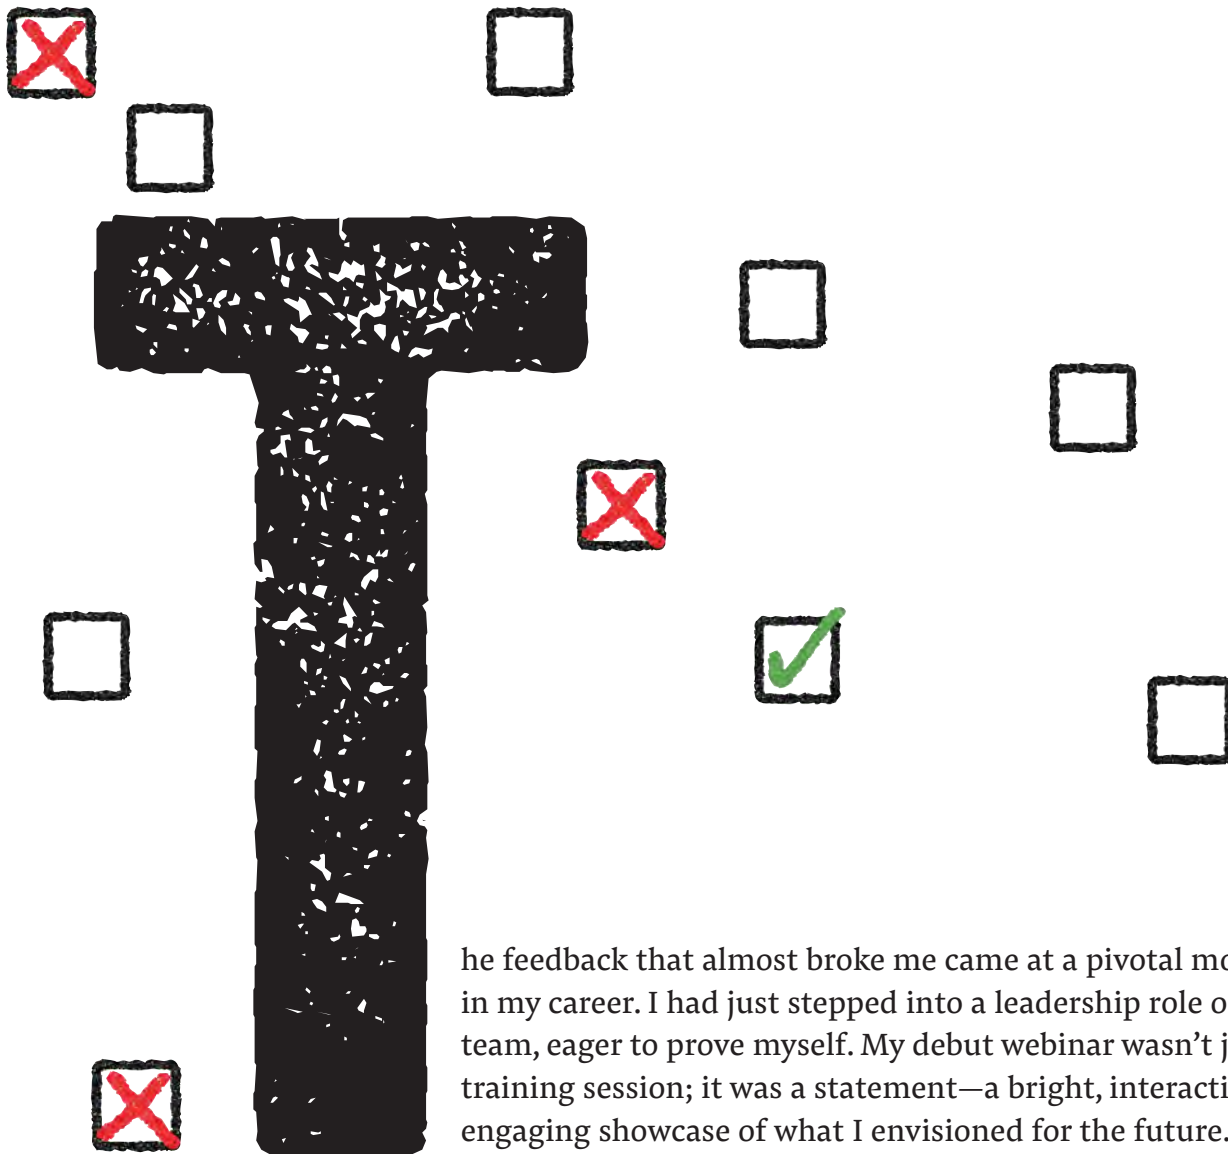 The feedback that almost broke me came at a pivotal
in my career. I had just stepped into a leadership role
team, eager to prove myself. My debut webinar wasn’t
training session; it was a statement—a bright,
engaging showcase of what I envisioned for the future.